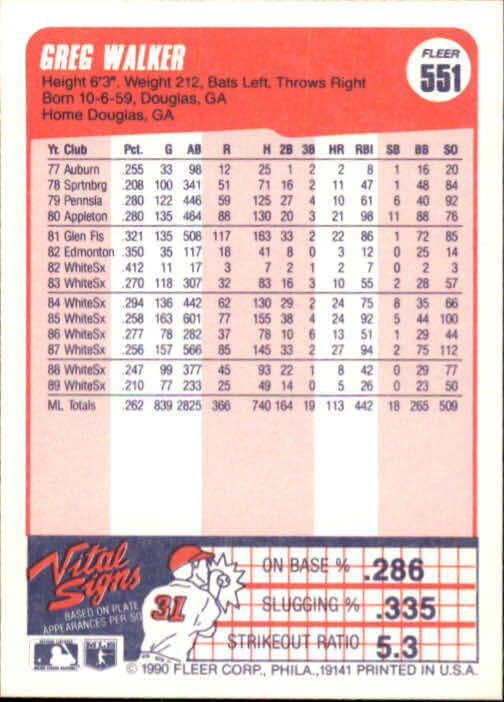 GREG WALKER
FLEER
551
Height 6'3", Weight 212, Bats Left, Throws Right
Born 10-6-59, Douglas, GA
Home Douglas, GA
Yr. Club Pct. G AB R H 2B 3B HR RBI SB BB SO
77 Auburn .255 33 98 12 25 1 2 2 8 1 16 20
78 Sprtnbrg .208 100 341 51 71 16 2 11 47 1 48 84
79 Pennsla .280 122 446 59 125 27 4 10 61 6 40 92
80 Appleton .280 135 464 88 130 20 3 21 98 11 88 76
81 Glen Fls .321 135 508 117 163 33 2 22 86 1 72 85
82 Edmonton .350 35 117 18 41 8 0 3 12 0 25 14
82 WhiteSx .412 11 17 3 7 2 1 2 7 0 2 3
83 WhiteSx .270 118 307 32 83 16 3 10 55 2 28 57
84 WhiteSx .294 136 442 62 130 29 2 24 75 8 35 66
85 WhiteSx .258 163 601 77 155 38 4 24 92 5 44 100
86 WhiteSx .277 78 282 37 78 10 6 13 51 1 29 44
87 WhiteSx .256 157 566 85 145 33 2 27 94 2 75 112
88 WhiteSx .247 99 377 45 93 22 1 8 42 0 29 77
89 WhiteSx .210 77 233 25 49 14 0 5 26 0 23 50
ML Totals .262 839 2825 366 740 164 19 113 442 18 265 509
Vital Signs
BASED ON PLATE
APPEARANCES PER SO
31
ON BASE % .286
SLUGGING % .335
STRIKEOUT RATIO 5.3
© 1990 FLEER CORP., PHILA., 19141 PRINTED IN U.S.A.